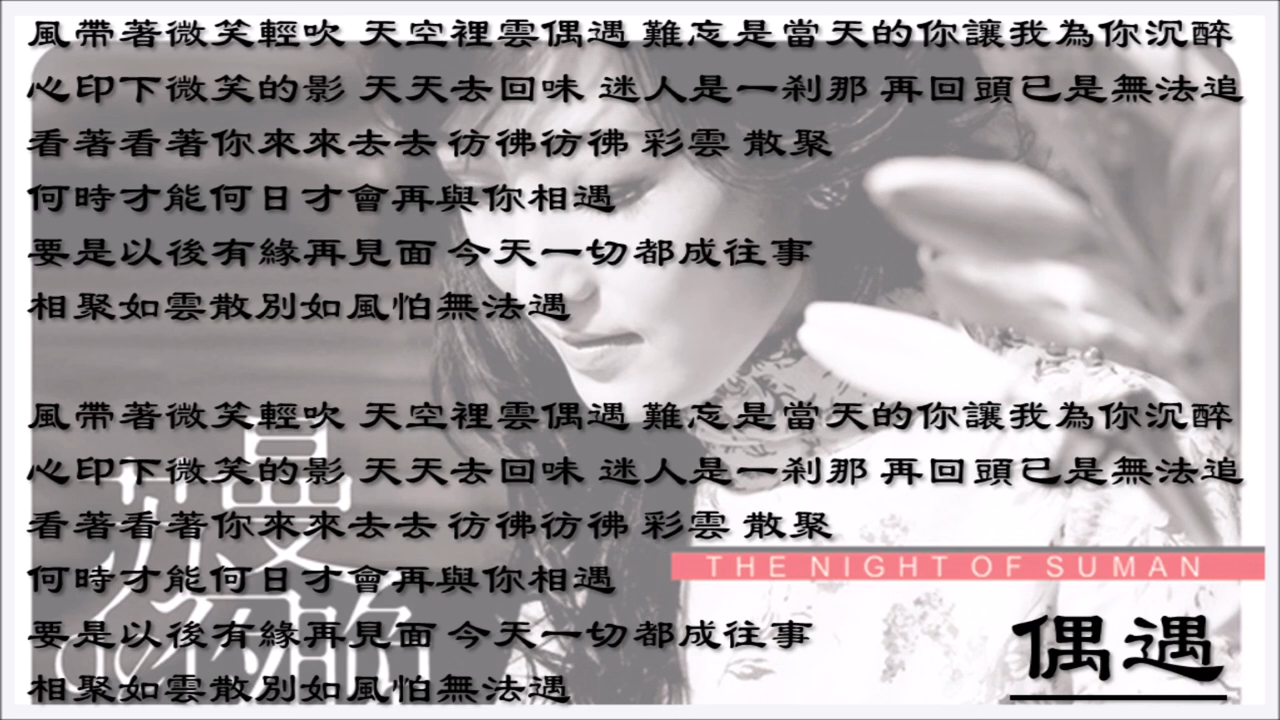 風帶著微笑輕吹 天空裡雲偶遇 難忘是當天的你讓我為你沉醉
心印下微笑的影 天天去回味 迷人是一剎那 再回頭已是無法追
看著看著你來來去去 彷彿彷彿 彩雲 散聚
何時才能何日才會再與你相遇
要是以後有緣再見面 今天一切都成往事
相聚如雲散別如風怕無法遇
風帶著微笑輕吹 天空裡雲偶遇 難忘是當天的你讓我為你沉醉
心印下微笑的影 天天去回味 迷人是一剎那 再回頭已是無法追
看著看著你來來去去 彷彿彷彿 彩雲 散聚
何時才能何日才會再與你相遇
要是以後有緣再見面 今天一切都成往事
相聚如雲散別如風怕無法遇
THE NIGHT OF SUMAN
偶遇